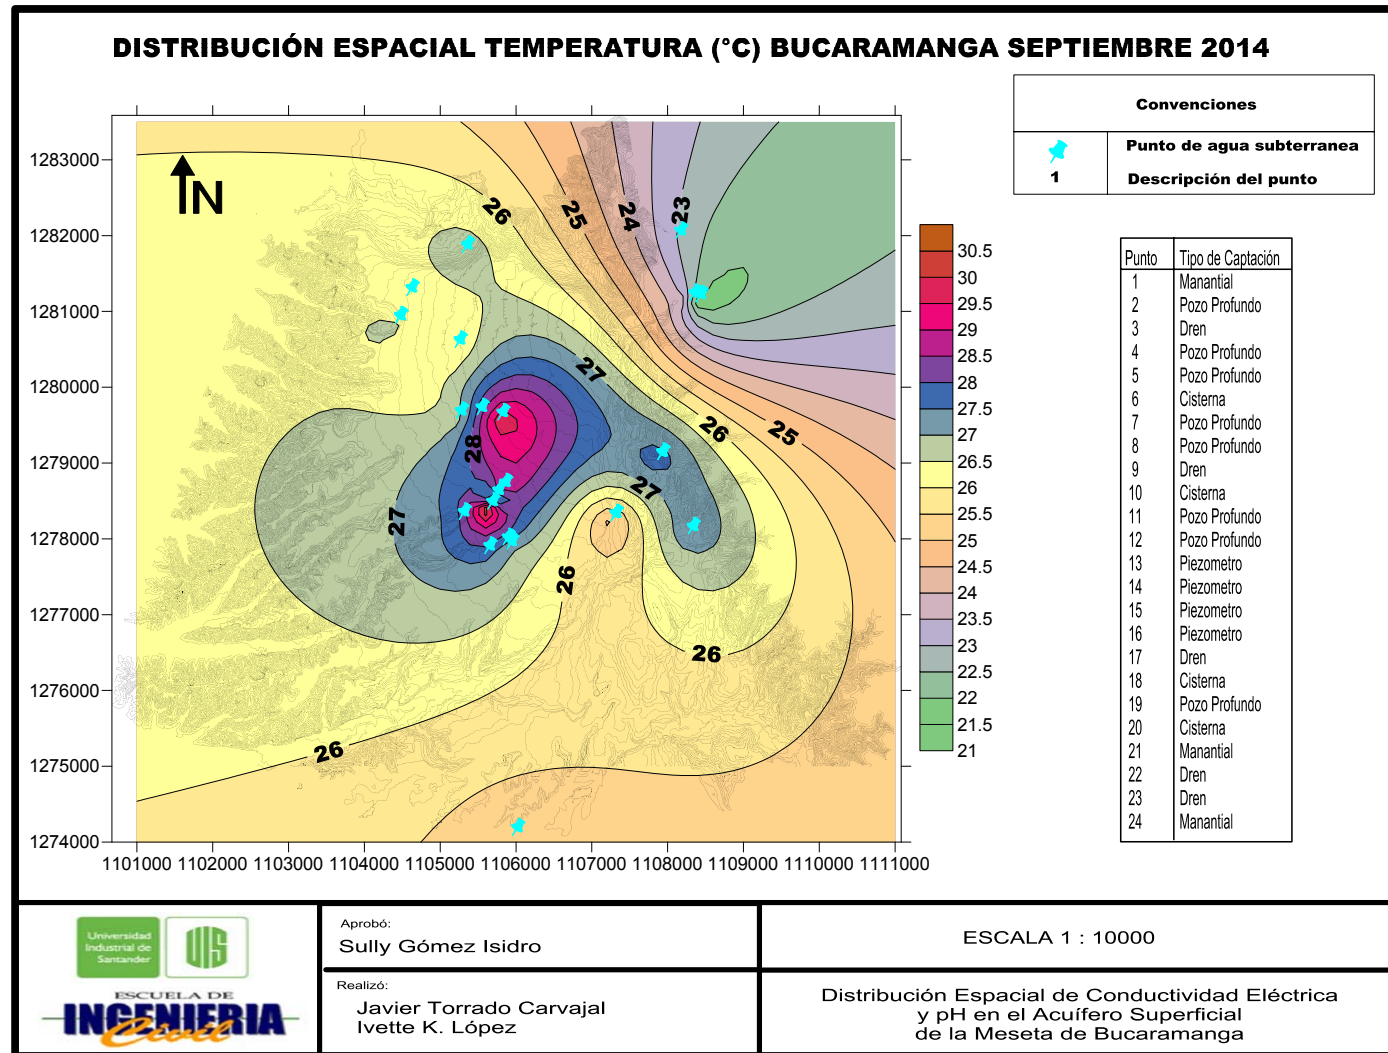 DISTRIBUCIÓN ESPACIAL TEMPERATURA (°C) BUCARAMANGA SEPTIEMBRE 2014
Convenciones
Punto de agua subterranea
1 Descripción del punto
N
1283000
1282000
1281000
1280000
1279000
1278000
1277000
1276000
1275000
1274000
1101000 1102000 1103000 1104000 1105000 1106000 1107000 1108000 1109000 1110000 1111000
26
25
24
23
27
26
25
28
27
27
26
26
26
30.5
30
29.5
29
28.5
28
27.5
27
26.5
26
25.5
25
24.5
24
23.5
23
22.5
22
21.5
21
Punto Tipo de Captación
1 Manantial
2 Pozo Profundo
3 Dren
4 Pozo Profundo
5 Pozo Profundo
6 Cisterna
7 Pozo Profundo
8 Pozo Profundo
9 Dren
10 Cisterna
11 Pozo Profundo
12 Pozo Profundo
13 Piezometro
14 Piezometro
15 Piezometro
16 Piezometro
17 Dren
18 Cisterna
19 Pozo Profundo
20 Cisterna
21 Manantial
22 Dren
23 Dren
24 Manantial
Universidad
Industrial de
Santander
UIS
ESCUELA DE
INGENIERIA
Civil
Aprobó:
Sully Gómez Isidro
Realizó:
Javier Torrado Carvajal
Ivette K. López
ESCALA 1 : 10000
Distribución Espacial de Conductividad Eléctrica
y pH en el Acuífero Superficial
de la Meseta de Bucaramanga